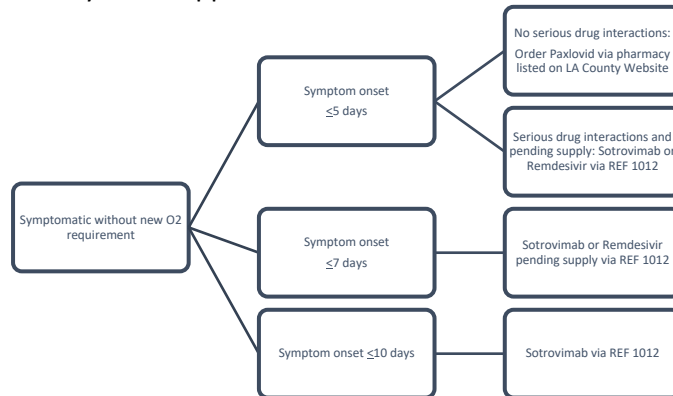 No serious drug interactions:
Order Paxlovid via pharmacy
listed on LA County Website
Symptom onset
≤5 days
Serious drug interactions and
pending supply: Sotrovimab or
Remdesivir via REF 1012
Symptomatic without new O2
requirement
Symptom onset
≤7 days
Sotrovimab or Remdesivir
pending supply via REF 1012
Symptom onset ≤10 days
Sotrovimab via REF 1012